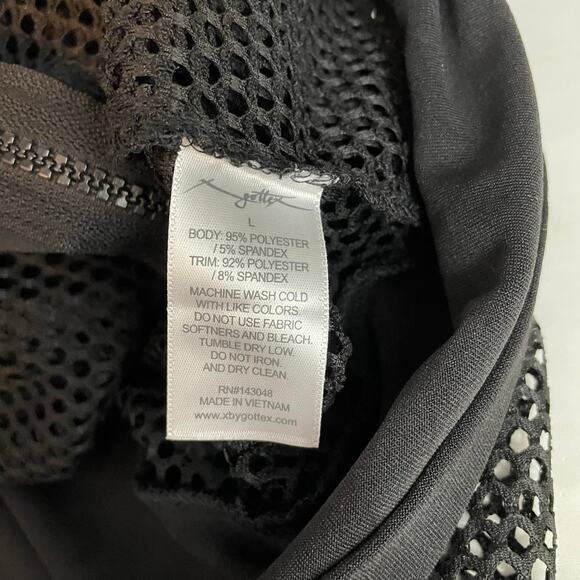 X gottex
L
BODY: 95% POLYESTER
/ 5% SPANDEX
TRIM: 92% POLYESTER
/ 8% SPANDEX
MACHINE WASH COLD
WITH LIKE COLORS.
DO NOT USE FABRIC
SOFTNERS AND BLEACH.
TUMBLE DRY LOW.
DO NOT IRON
AND DRY CLEAN.
RN#143048
MADE IN VIETNAM
www.xbygottex.com